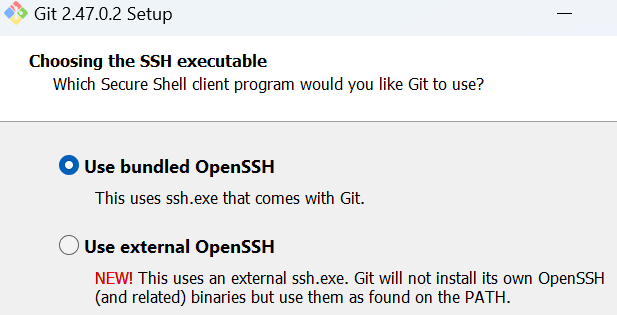 Git 2.47.0.2 Setup
Choosing the SSH executable
Which Secure Shell client program would you like Git to use?
Use bundled OpenSSH
This uses ssh.exe that comes with Git.
Use external OpenSSH
NEW! This uses an external ssh.exe. Git will not install its own OpenSSH
(and related) binaries but use them as found on the PATH.